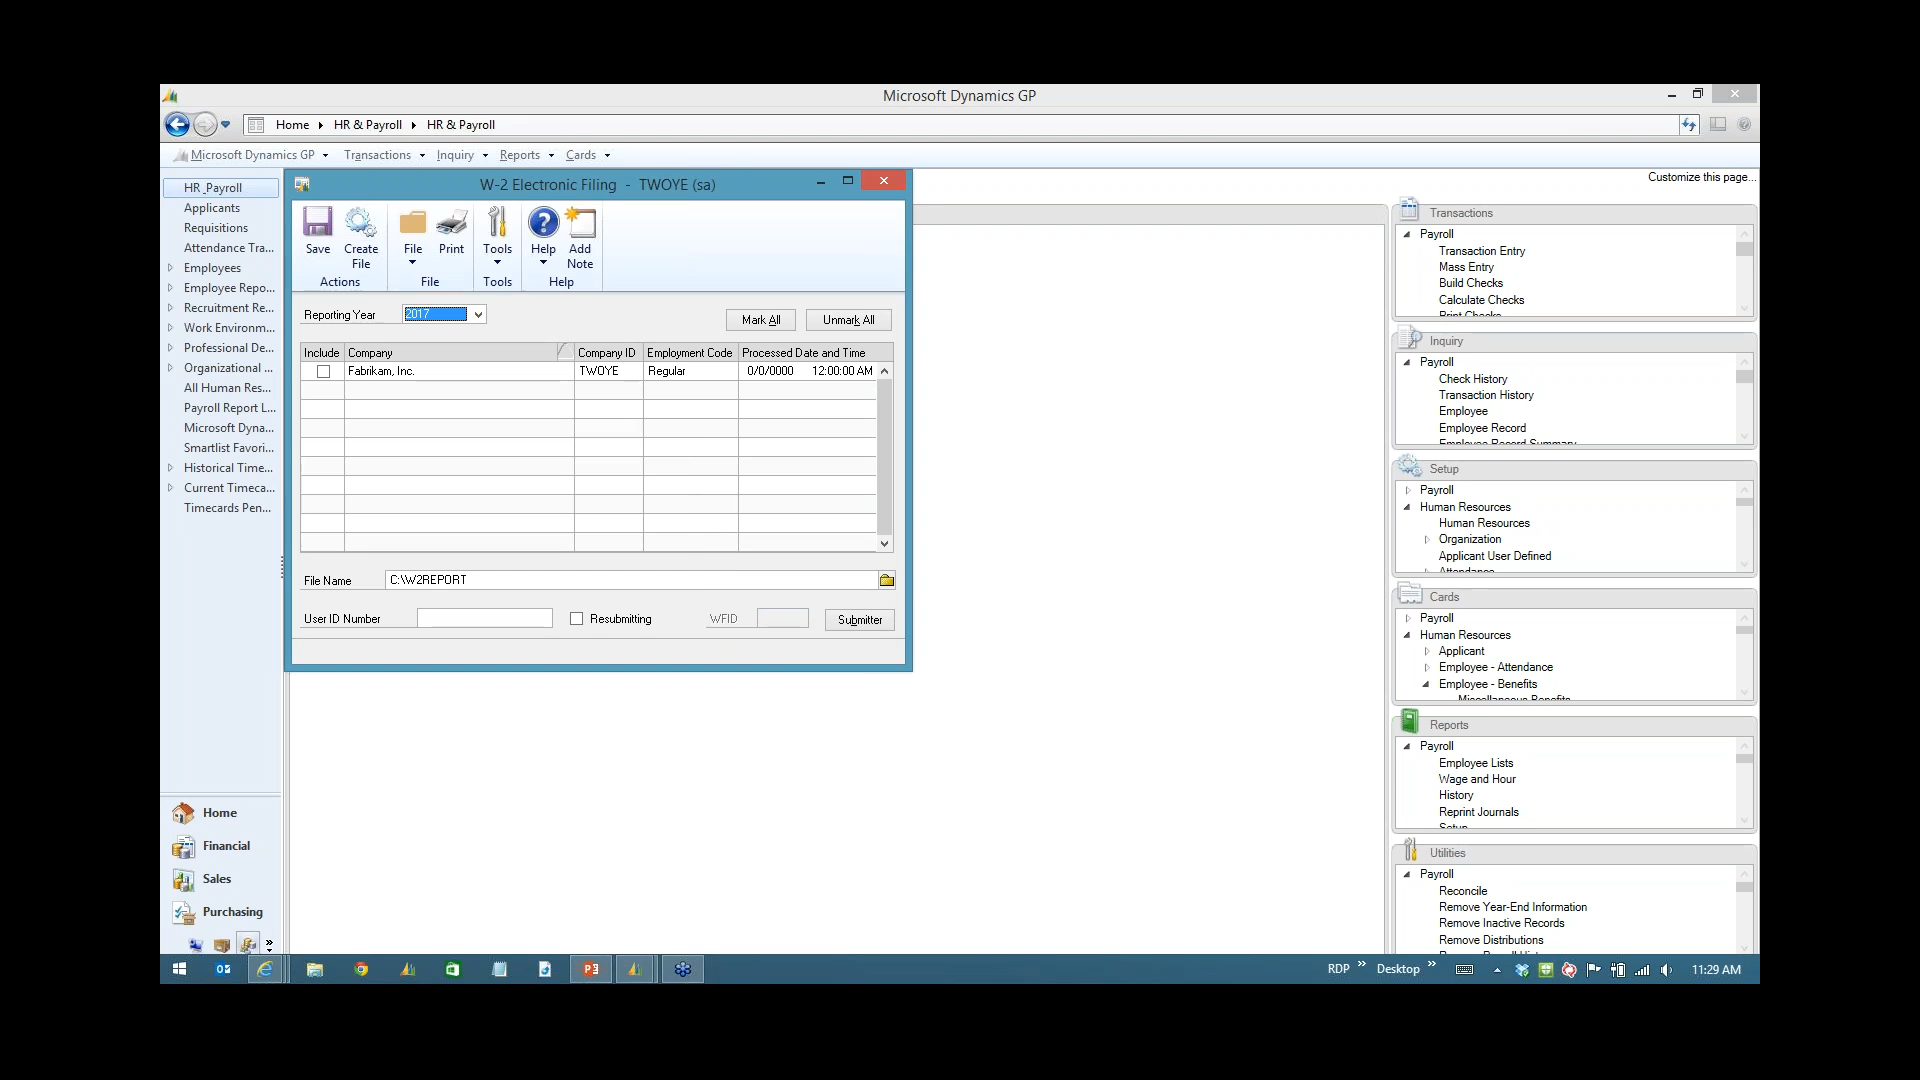 Microsoft Dynamics GP
Home HR & Payroll HR & Payroll
Microsoft Dynamics GP Transactions Inquiry Reports Cards
Customize this page...
HR_Payroll
Applicants
Requisitions
Attendance Tra...
Employees
Employee Repo...
Recruitment Re...
Work Environm...
Professional De...
Organizational ...
All Human Res...
Payroll Report L...
Microsoft Dyna...
Smartlist Favori...
Historical Time...
Current Timeca...
Timecards Pen...
Home
Financial
Sales
Purchasing
W-2 Electronic Filing - TWOYE (sa)
Save Create File File Print Tools Help Add Note
Actions File Tools Help
Reporting Year 2017 Mark All Unmark All
Include Company Company ID Employment Code Processed Date and Time
Fabrikam, Inc. TWOYE Regular 0/0/0000 12:00:00 AM
File Name C:\W2REPORT
User ID Number Resubmitting WFID Submitter
Transactions
Payroll
Transaction Entry
Mass Entry
Build Checks
Calculate Checks
Print Checks
Inquiry
Payroll
Check History
Transaction History
Employee
Employee Record
Employee Record Summary
Setup
Payroll
Human Resources
Human Resources
Organization
Applicant User Defined
Attendance
Cards
Payroll
Human Resources
Applicant
Employee - Attendance
Employee - Benefits
Miscellaneous Benefits
Reports
Payroll
Employee Lists
Wage and Hour
History
Reprint Journals
Setup
Utilities
Payroll
Reconcile
Remove Year-End Information
Remove Inactive Records
Remove Distributions
RDP Desktop 11:29 AM